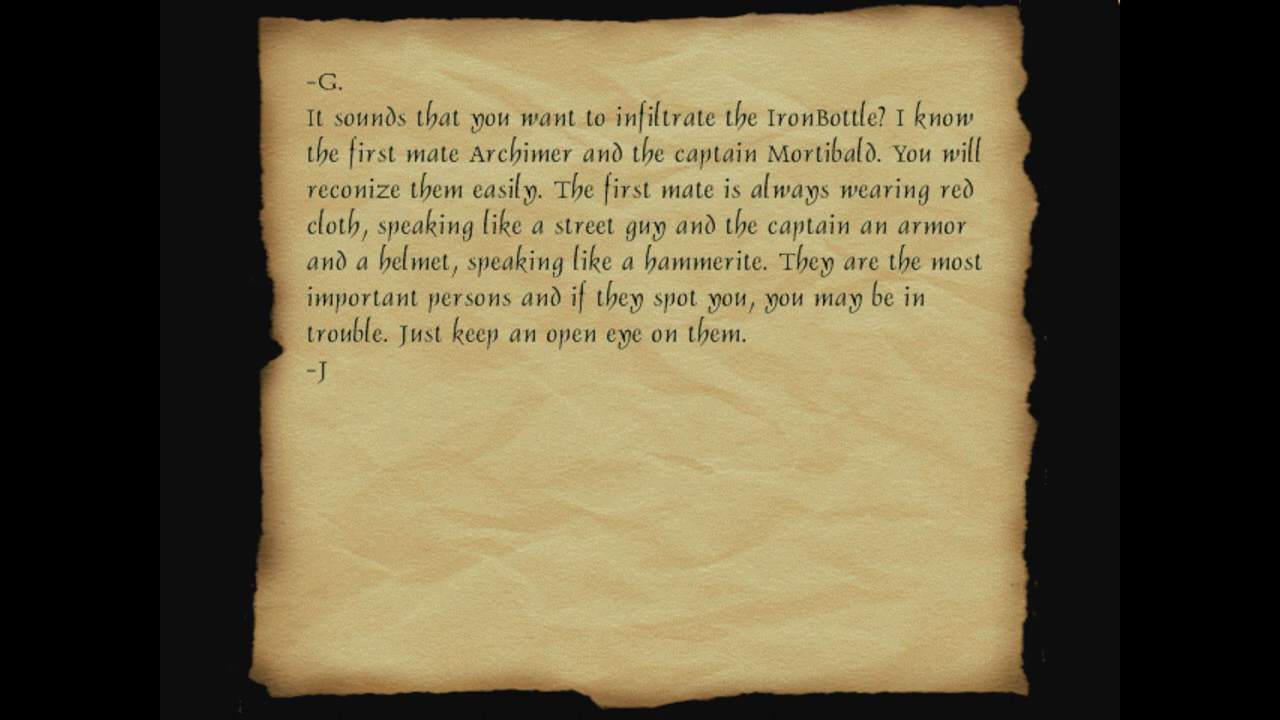 -G.
It sounds that you want to infiltrate the IronBottle? I know
the first mate Archimer and the captain Mortibald. You will
reconize them easily. The first mate is always wearing red
cloth, speaking like a street guy and the captain an armor
and a helmet, speaking like a hammerite. They are the most
important persons and if they spot you, you may be in
trouble. Just keep an open eye on them.
-J